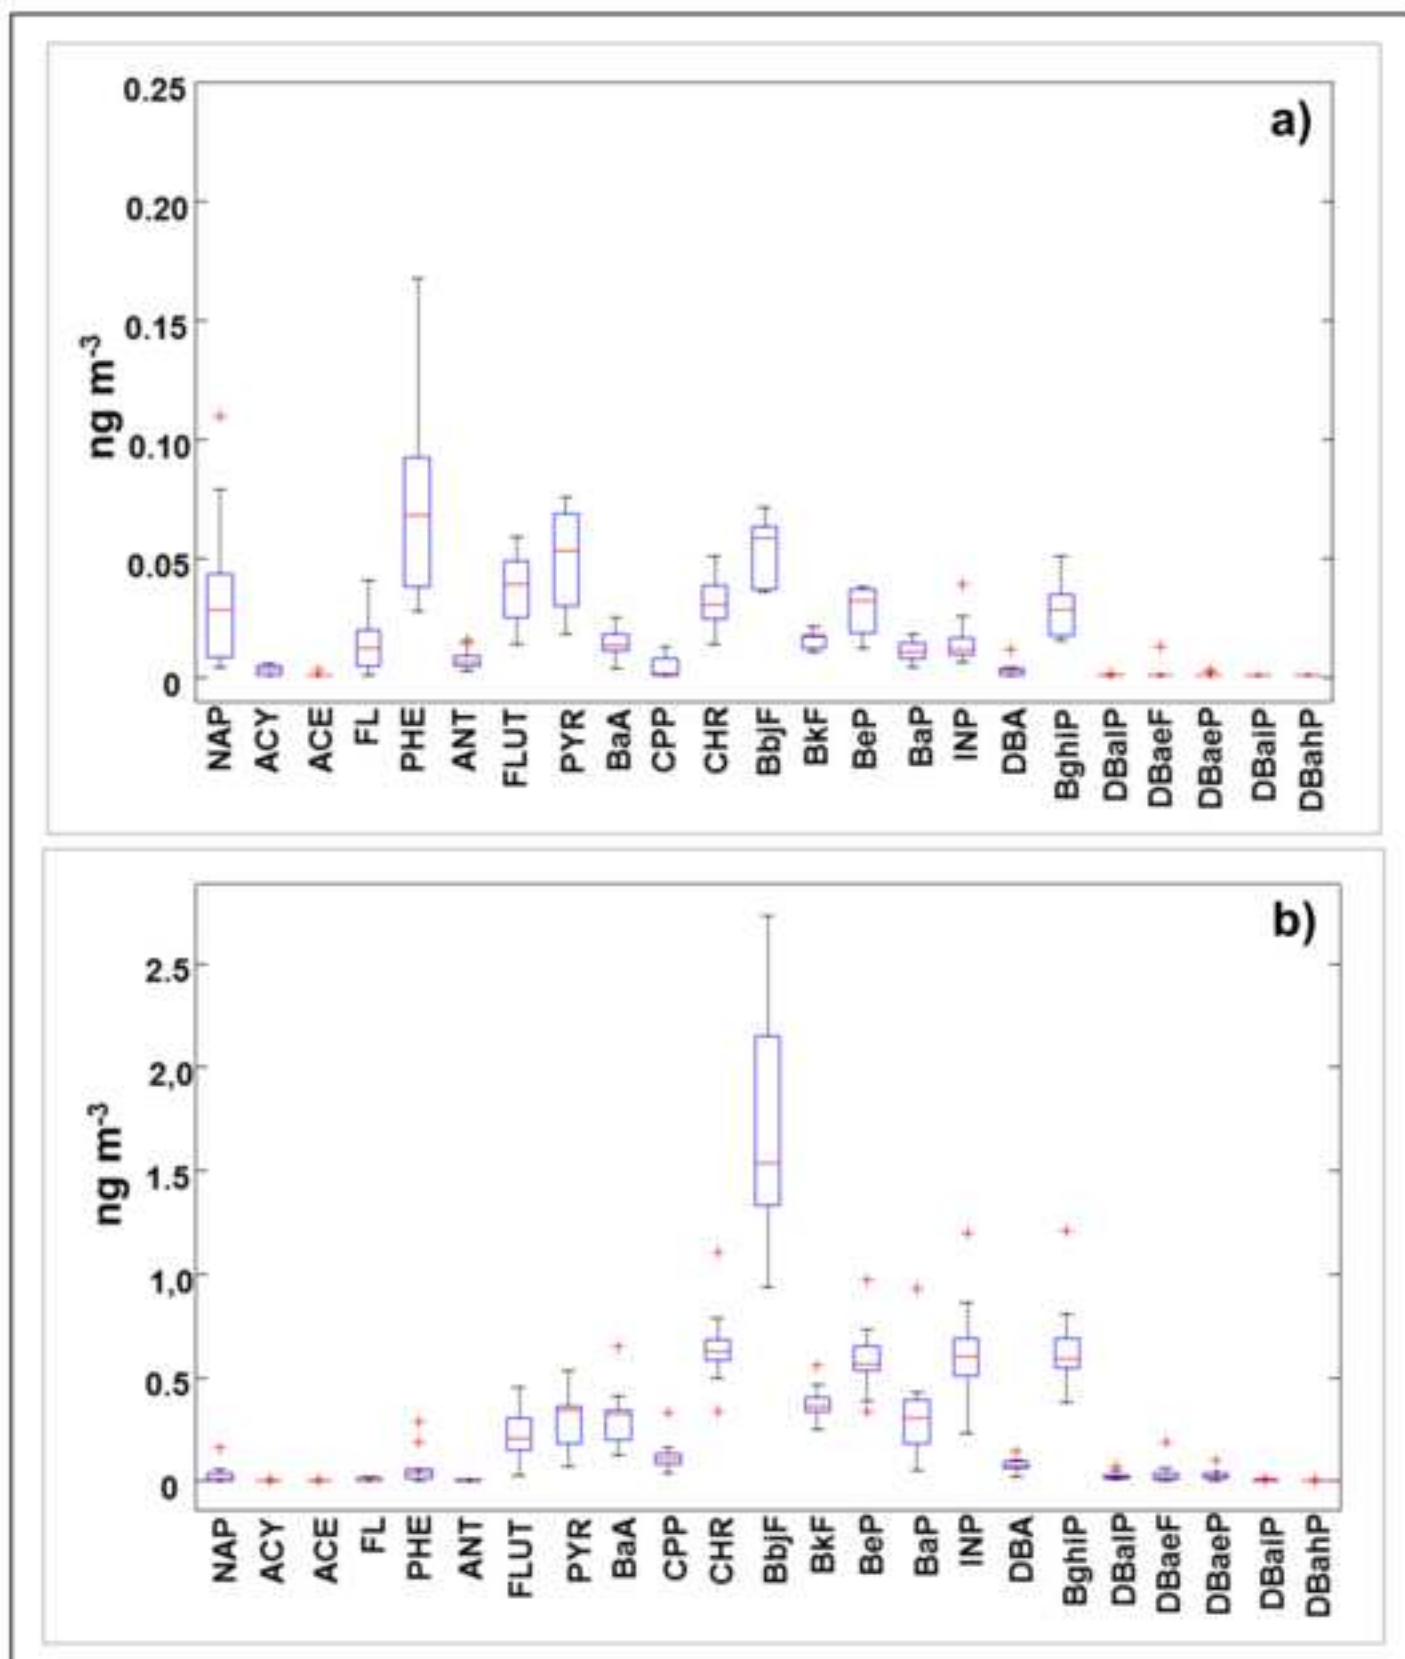 a)
0.25
0.20
0.15
0.10
0.05
0
ng m-3
NAP ACY ACE FL PHE ANT FLUT PYR BaA CPP CHR BbjF BkF BeP BaP INP DBA BghiP DBalP DBaeF DBaeP DBaiP DBahP
b)
2.5
2,0
1.5
1,0
0.5
0
ng m-3
NAP ACY ACE FL PHE ANT FLUT PYR BaA CPP CHR BbjF BkF BeP BaP INP DBA BghiP DBalP DBaeF DBaeP DBaiP DBahP